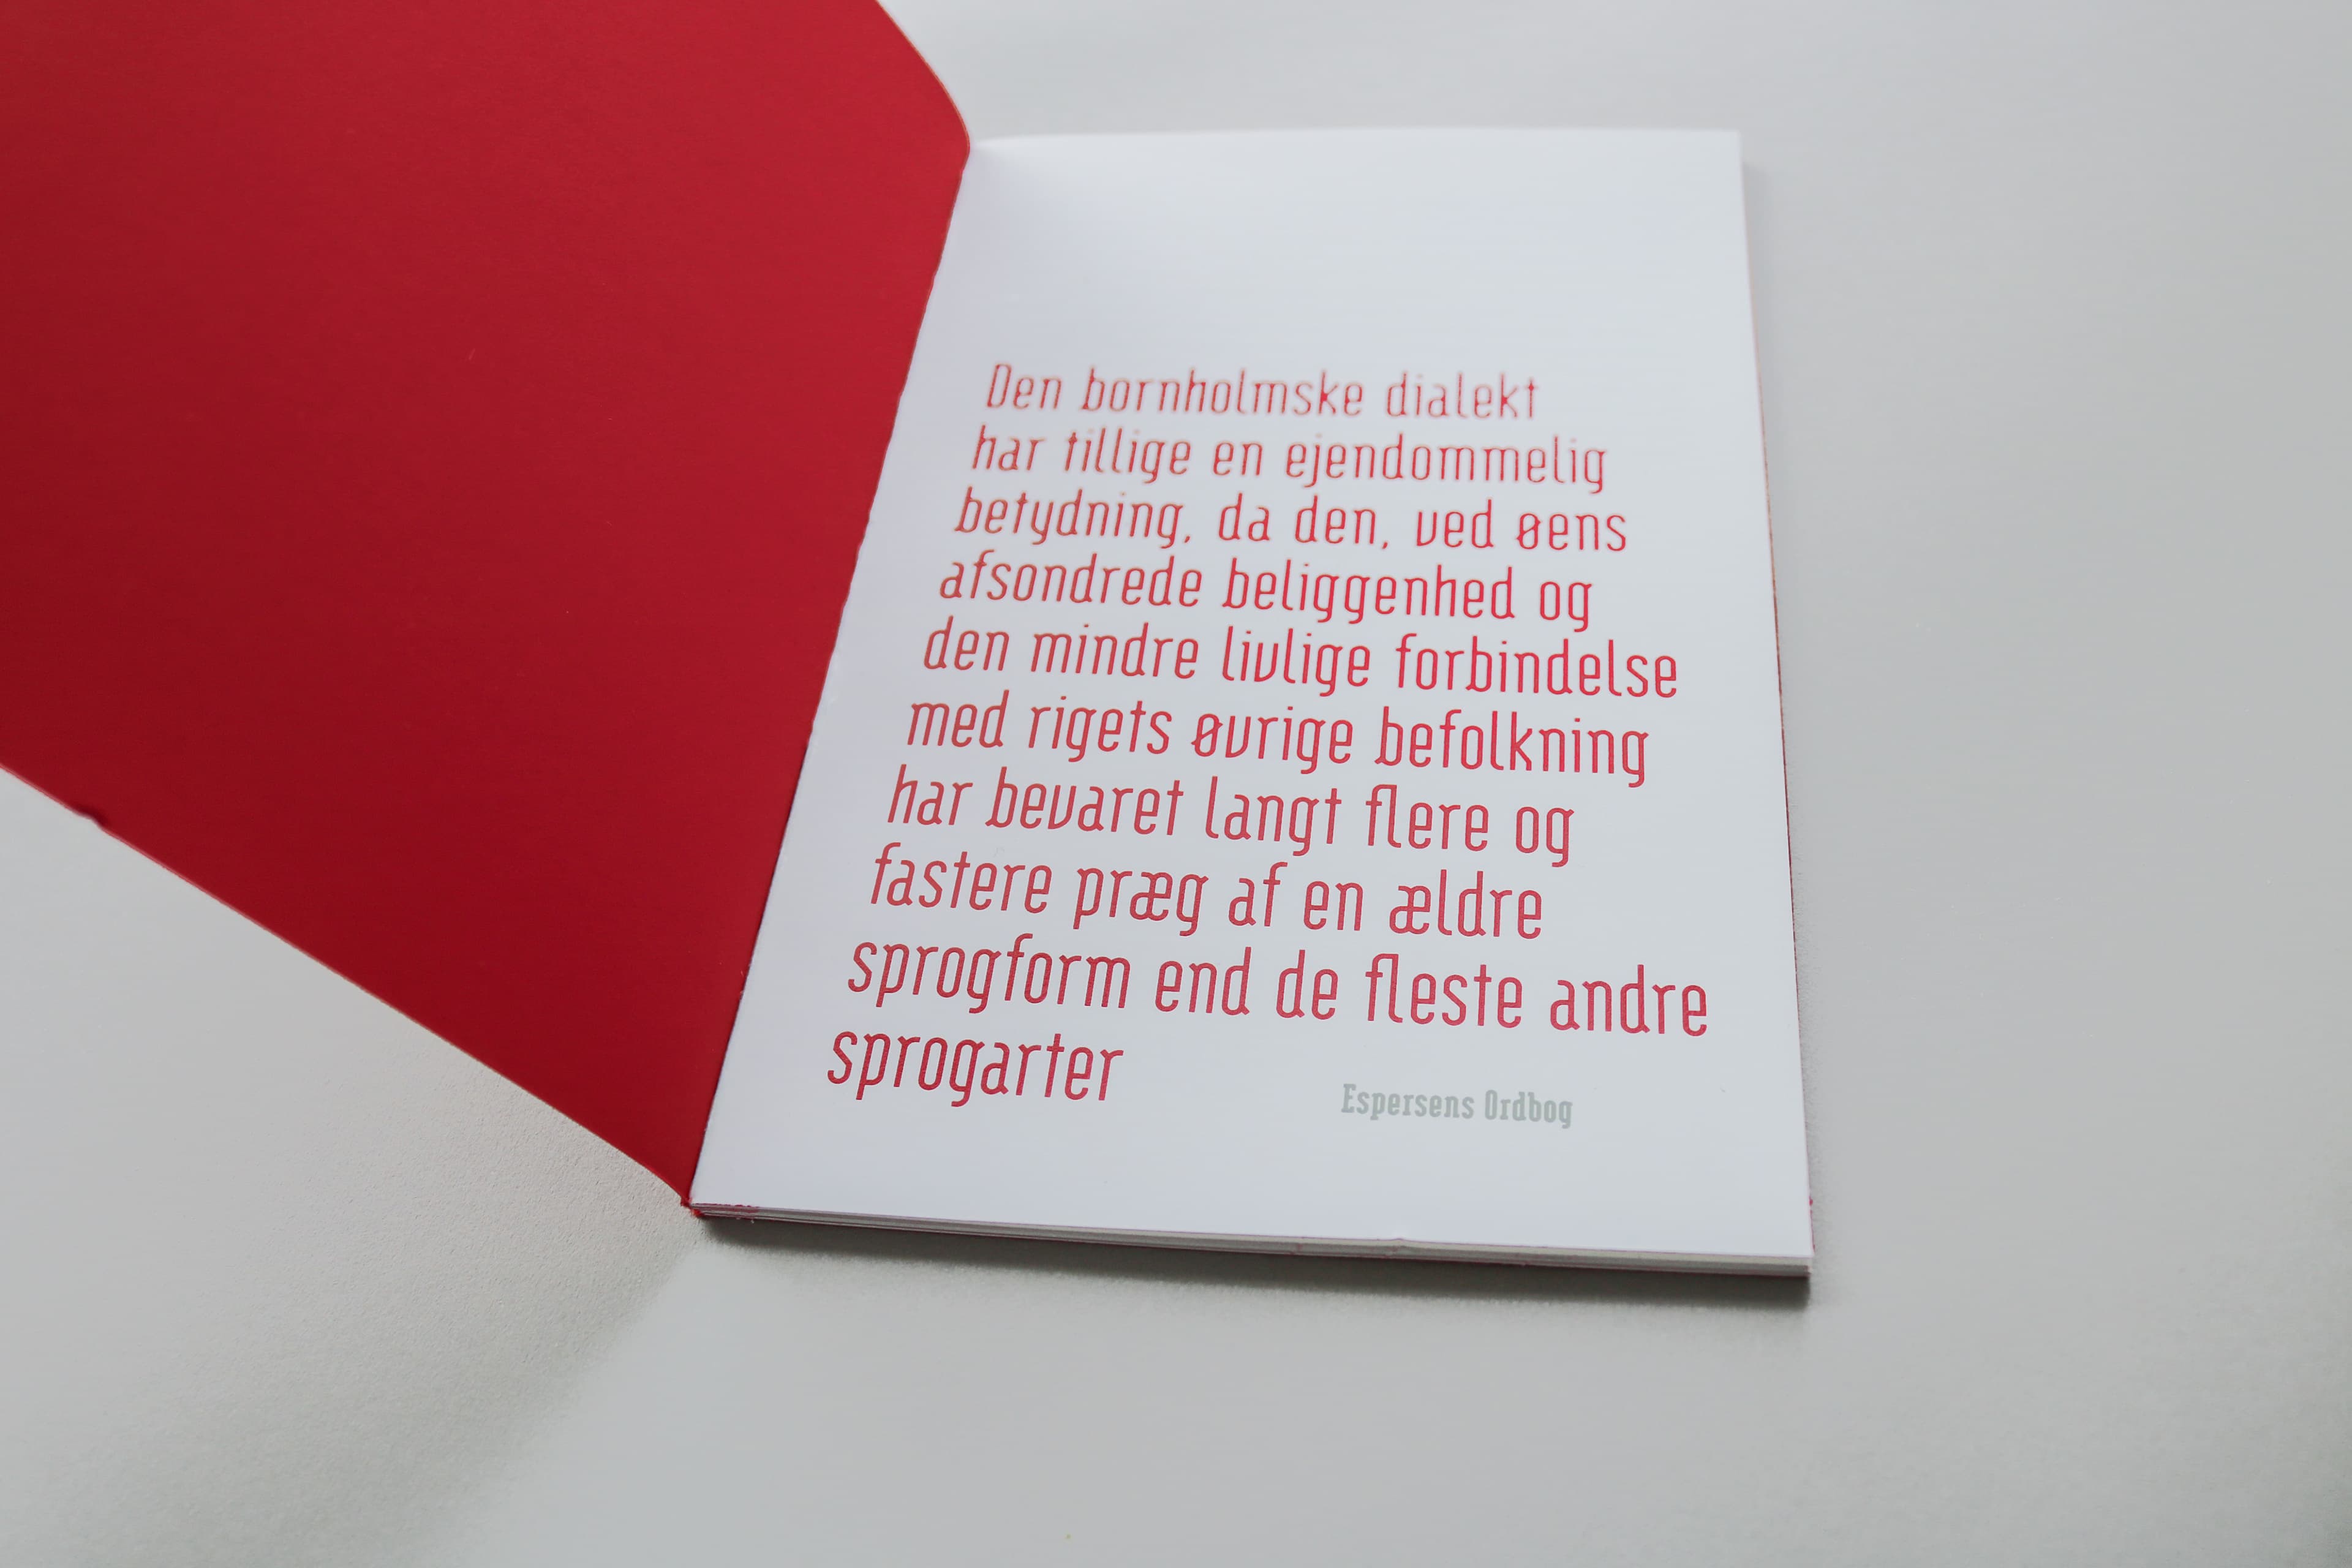 Den bornholmske dialekt
har tillige en ejendommelig
betydning, da den, ved øens
afsondrede beliggenhed og
den mindre livlige forbindelse
med rigets øvrige befolkning
har bevaret langt flere og
fastere præg af en ældre
sprogform end de fleste andre
sprogarter
Espersens Ordbog